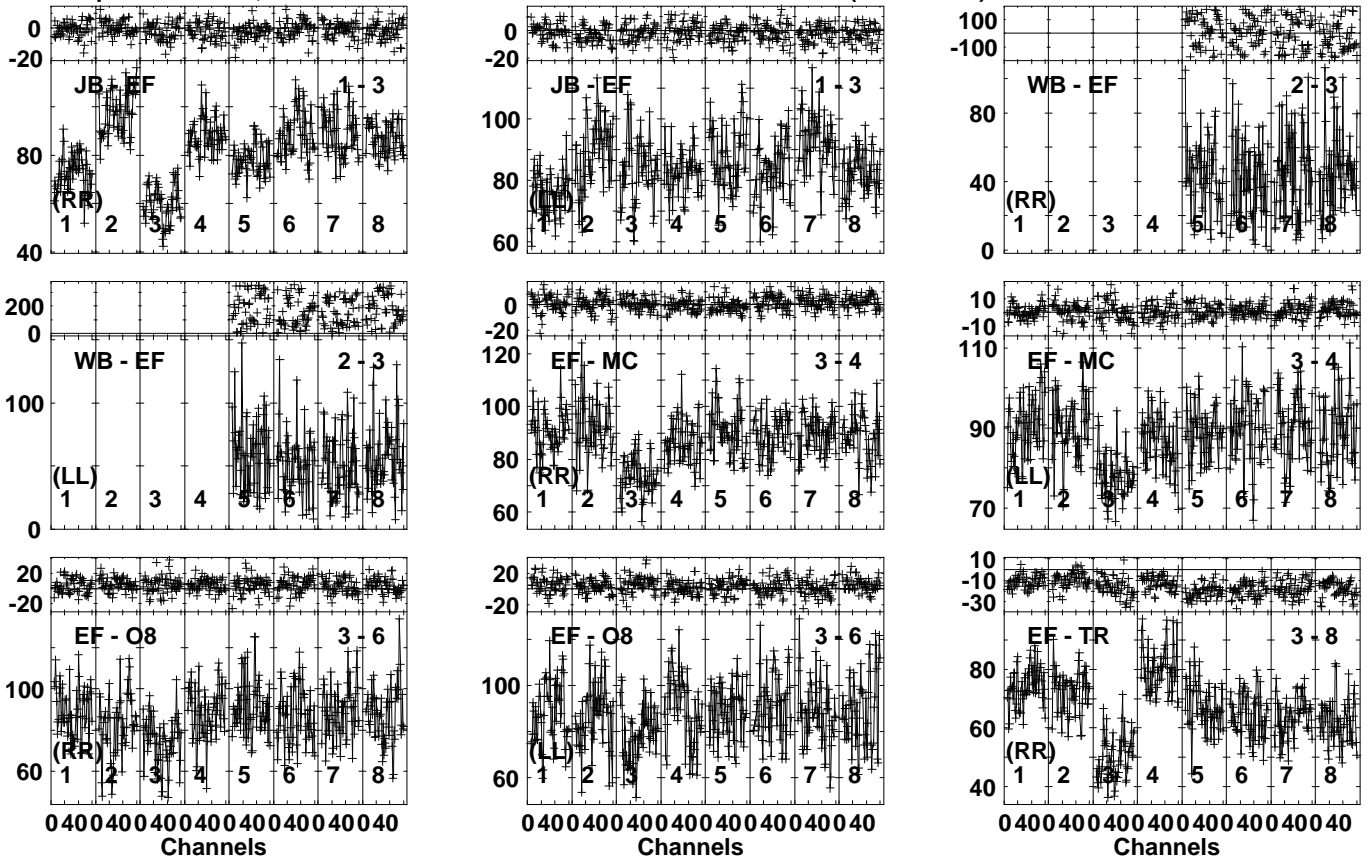 0
-20
JB - EF 1 - 3
80
40
(RR)
1 2 3 4 5 6 7 8
0
-20
JB - EF 1 - 3
100
80
60
(LL)
1 2 3 4 5 6 7 8
100
-100
WB - EF 2 - 3
80
40
0
(RR)
1 2 3 4 5 6 7 8
200
0
WB - EF 2 - 3
100
0
(LL)
1 2 3 4 5 6 7 8
0
-20
EF - MC 3 - 4
120
100
80
60
(RR)
1 2 3 4 5 6 7 8
10
-10
EF - MC 3 - 4
110
90
70
(LL)
1 2 3 4 5 6 7 8
20
-20
EF - O8 3 - 6
100
60
(RR)
1 2 3 4 5 6 7 8
0 40 0 40 0 40 0 40 0 40 0 40 0 40 0 40
Channels
20
-20
EF - O8 3 - 6
100
60
(LL)
1 2 3 4 5 6 7 8
0 40 0 40 0 40 0 40 0 40 0 40 0 40 0 40
Channels
10
-10
-30
EF - TR 3 - 8
80
60
40
(RR)
1 2 3 4 5 6 7 8
0 40 0 40 0 40 0 40 0 40 0 40 0 40 0 40
Channels